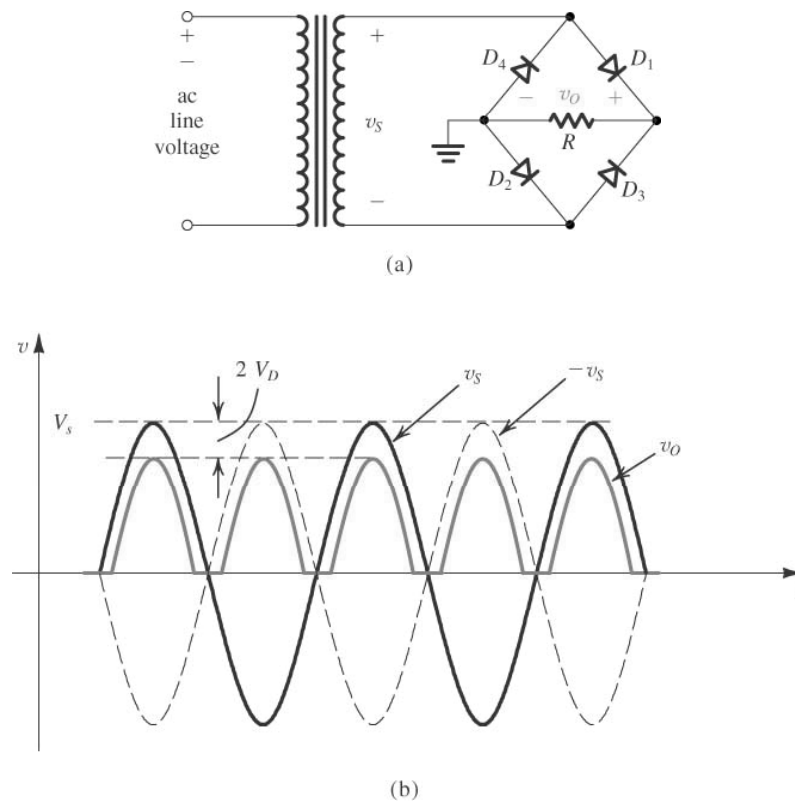 +
−
ac
line
voltage
+
v_S
−
D_4
D_1
− v_O +
R
D_2
D_3
(a)
v
2 V_D
v_S
−v_S
V_s
v_O
(b)